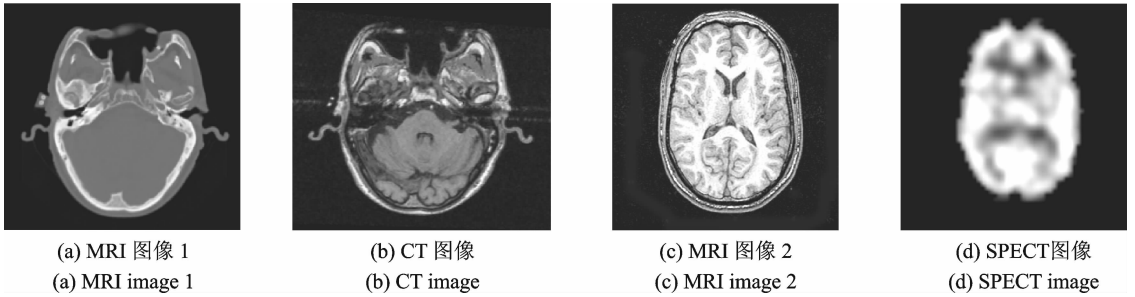 (a) MRI 图像 1
(a) MRI image 1
(b) CT 图像
(b) CT image
(c) MRI 图像 2
(c) MRI image 2
(d) SPECT图像
(d) SPECT image